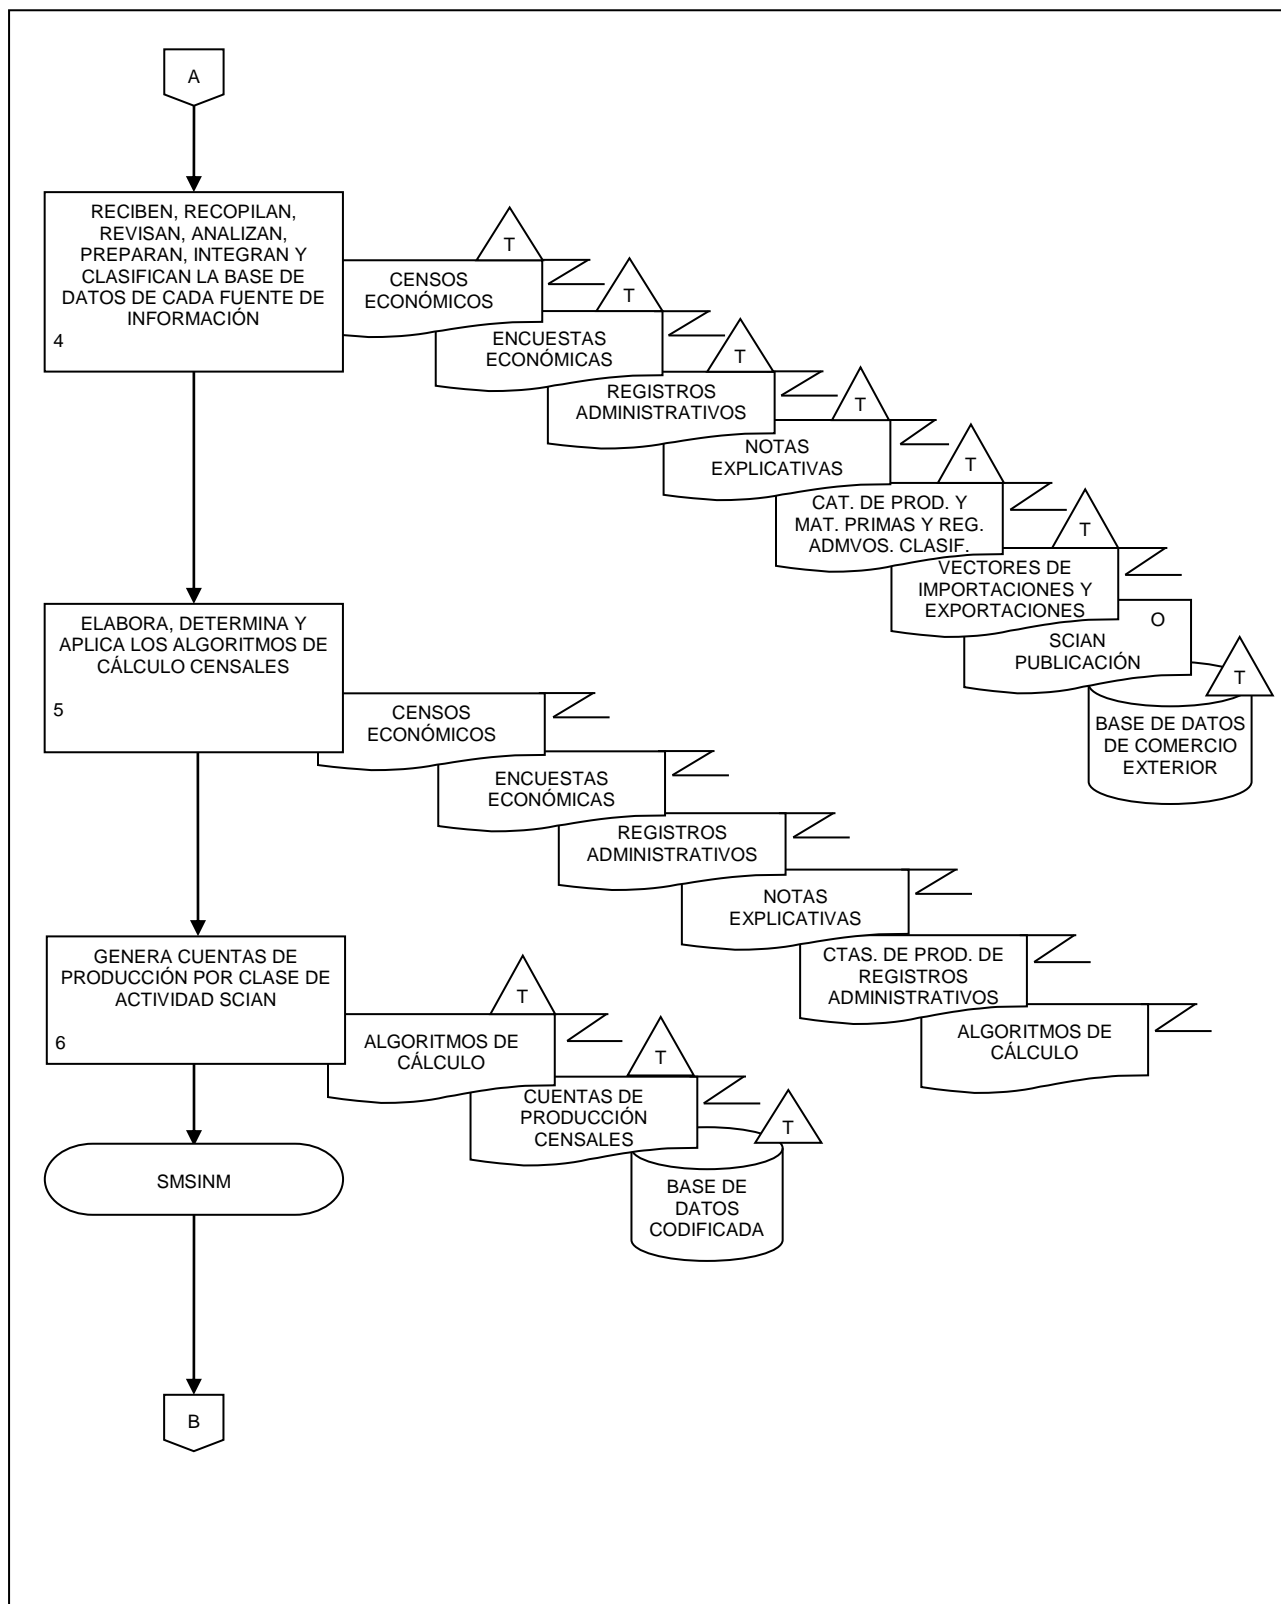 A
RECIBEN, RECOPILAN,
REVISAN, ANALIZAN,
PREPARAN, INTEGRAN Y
CLASIFICAN LA BASE DE
DATOS DE CADA FUENTE DE
INFORMACIÓN
4
T
CENSOS
ECONÓMICOS
T
ENCUESTAS
ECONÓMICAS
T
REGISTROS
ADMINISTRATIVOS
T
NOTAS
EXPLICATIVAS
T
CAT. DE PROD. Y
MAT. PRIMAS Y REG.
ADMVOS. CLASIF.
T
VECTORES DE
IMPORTACIONES Y
EXPORTACIONES
O
SCIAN
PUBLICACIÓN
T
BASE DE DATOS
DE COMERCIO
EXTERIOR
ELABORA, DETERMINA Y
APLICA LOS ALGORITMOS DE
CÁLCULO CENSALES
5
CENSOS
ECONÓMICOS
ENCUESTAS
ECONÓMICAS
REGISTROS
ADMINISTRATIVOS
NOTAS
EXPLICATIVAS
CTAS. DE PROD. DE
REGISTROS
ADMINISTRATIVOS
ALGORITMOS DE
CÁLCULO
GENERA CUENTAS DE
PRODUCCIÓN POR CLASE DE
ACTIVIDAD SCIAN
6
T
ALGORITMOS DE
CÁLCULO
T
CUENTAS DE
PRODUCCIÓN
CENSALES
T
BASE DE
DATOS
CODIFICADA
SMSINM
B